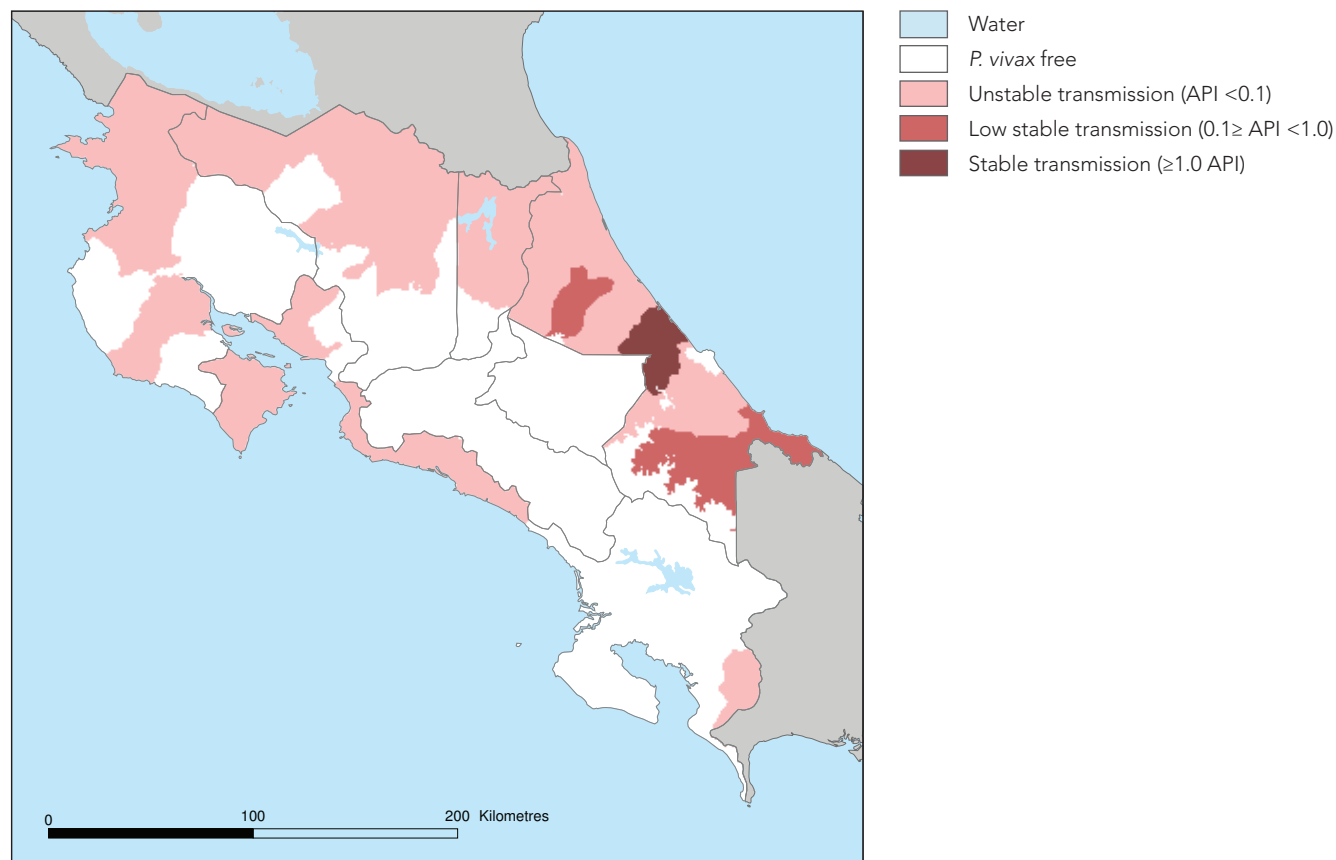 Water
P. vivax free
Unstable transmission (API <0.1)
Low stable transmission (0.1≥ API <1.0)
Stable transmission (≥1.0 API)
0 100 200 Kilometres